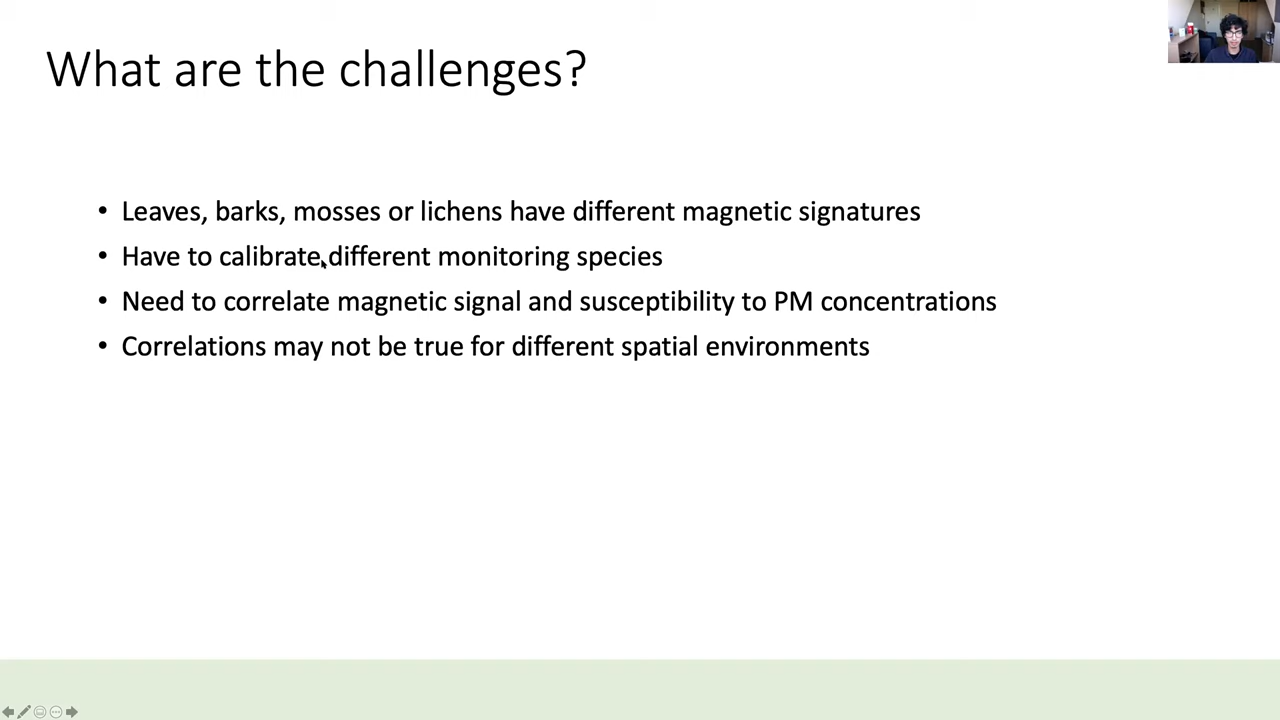 What are the challenges?
• Leaves, barks, mosses or lichens have different magnetic signatures
• Have to calibrate different monitoring species
• Need to correlate magnetic signal and susceptibility to PM concentrations
• Correlations may not be true for different spatial environments